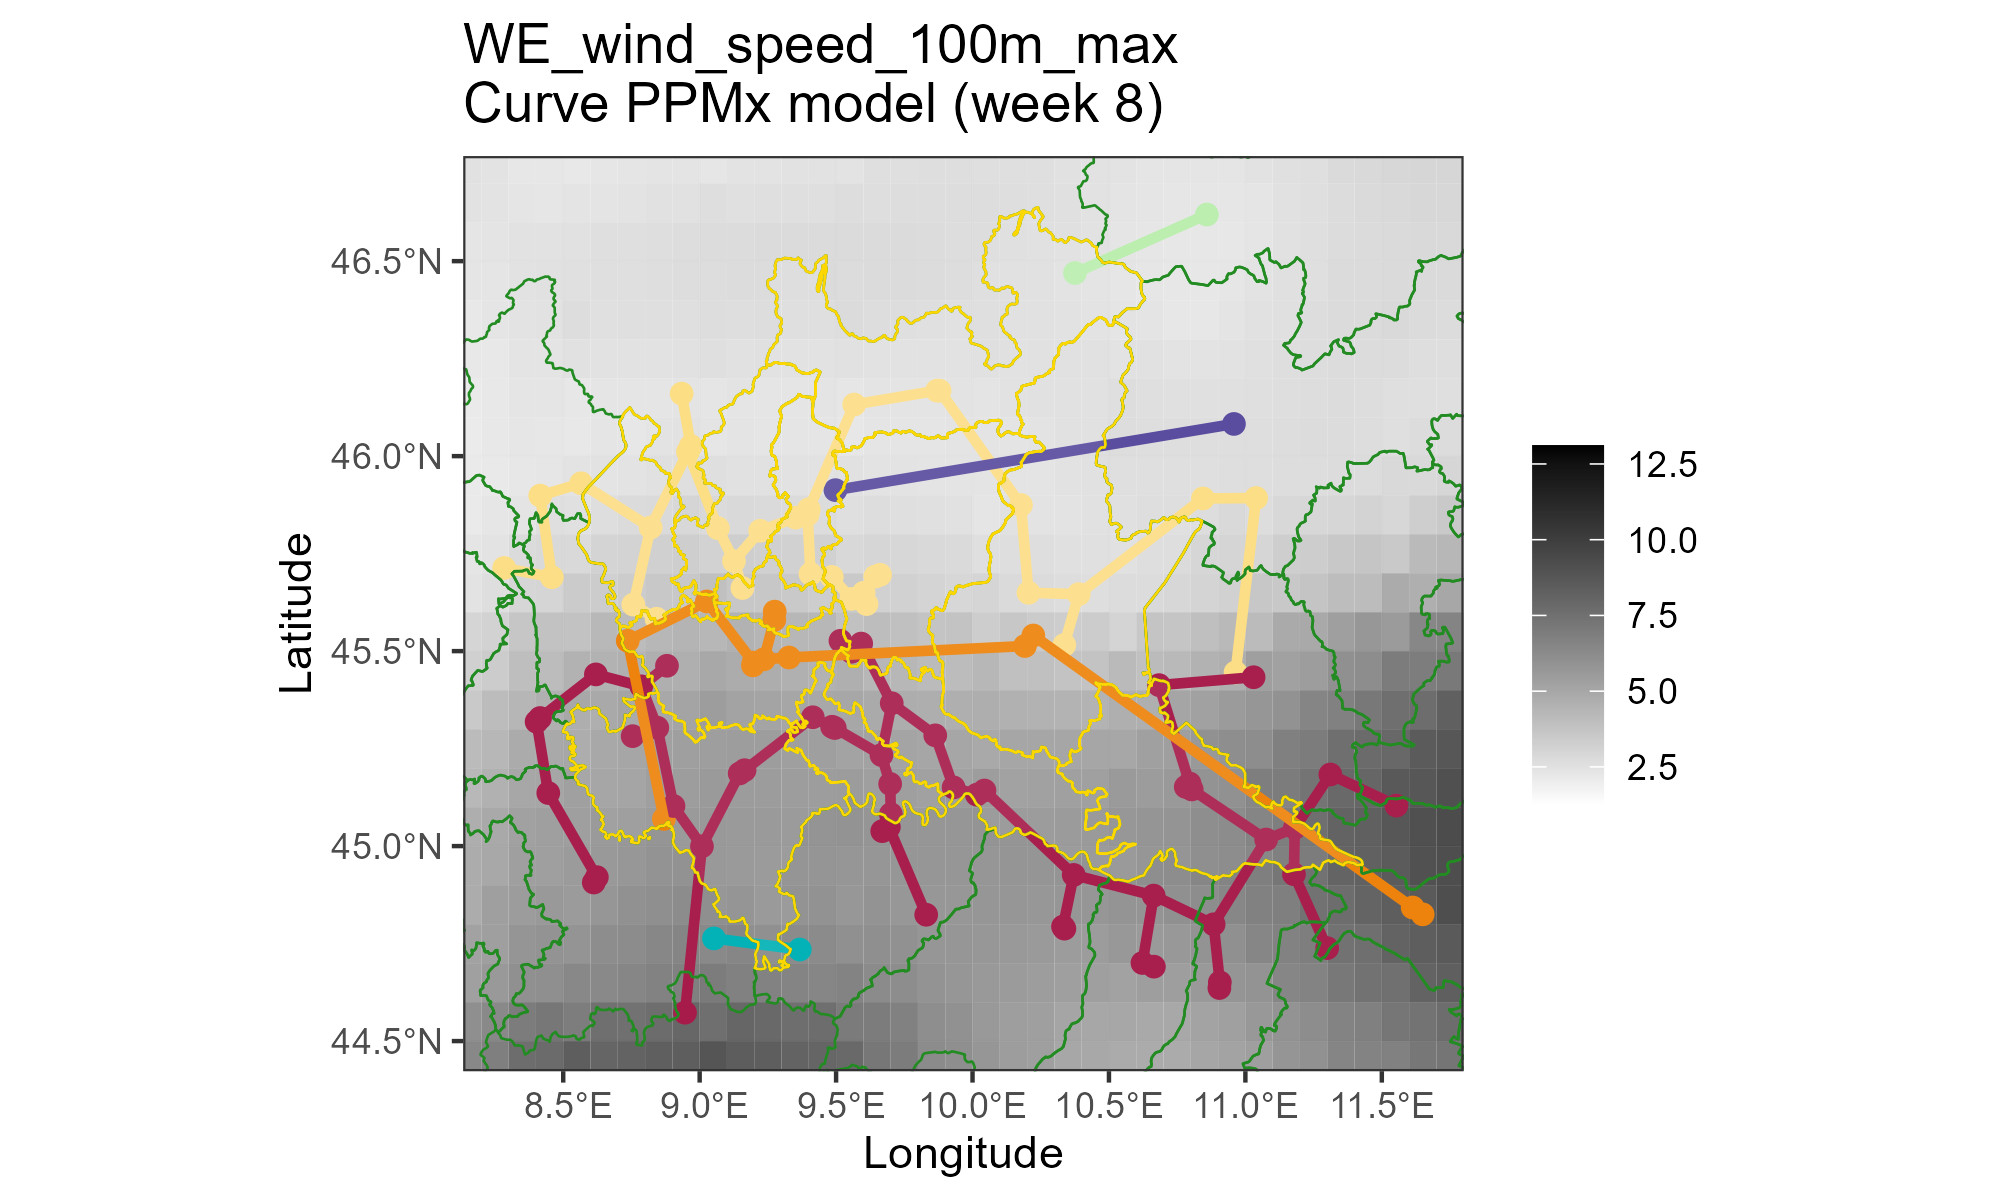 WE_wind_speed_100m_max
Curve PPMx model (week 8)
46.5°N
46.0°N
45.5°N
45.0°N
44.5°N
Latitude
8.5°E 9.0°E 9.5°E 10.0°E 10.5°E 11.0°E 11.5°E
Longitude
12.5
10.0
7.5
5.0
2.5